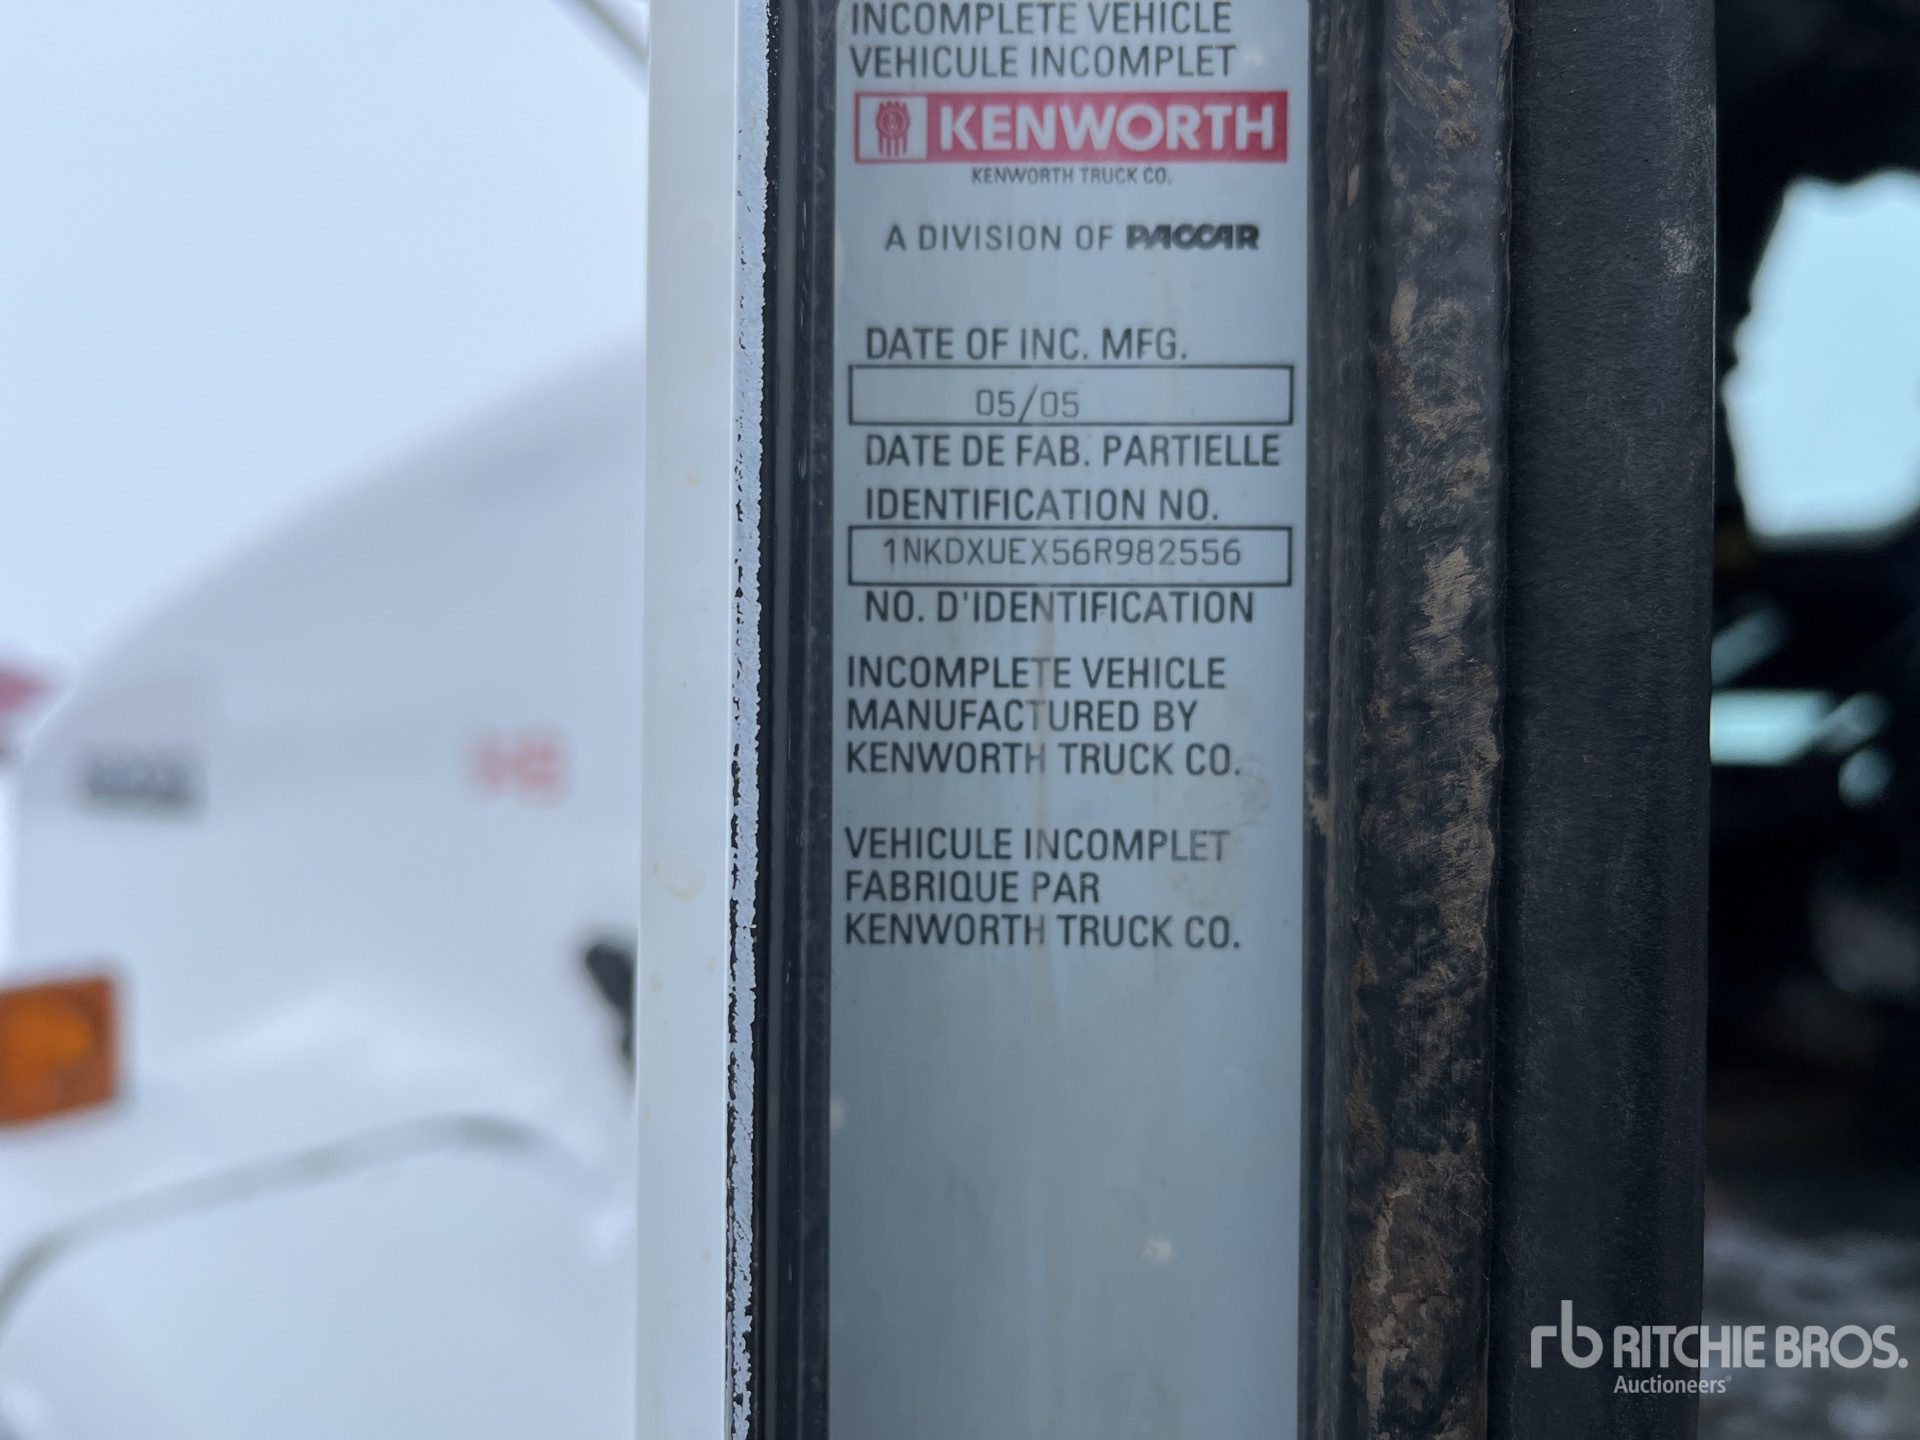 INCOMPLETE VEHICLE
VEHICULE INCOMPLET
KENWORTH
KENWORTH TRUCK CO.
A DIVISION OF PACCAR
DATE OF INC. MFG.
05/05
DATE DE FAB. PARTIELLE
IDENTIFICATION NO.
1NKDXUEX56R982556
NO. D'IDENTIFICATION
INCOMPLETE VEHICLE
MANUFACTURED BY
KENWORTH TRUCK CO.
VEHICULE INCOMPLET
FABRIQUE PAR
KENWORTH TRUCK CO.
rb RITCHIE BROS.
Auctioneers